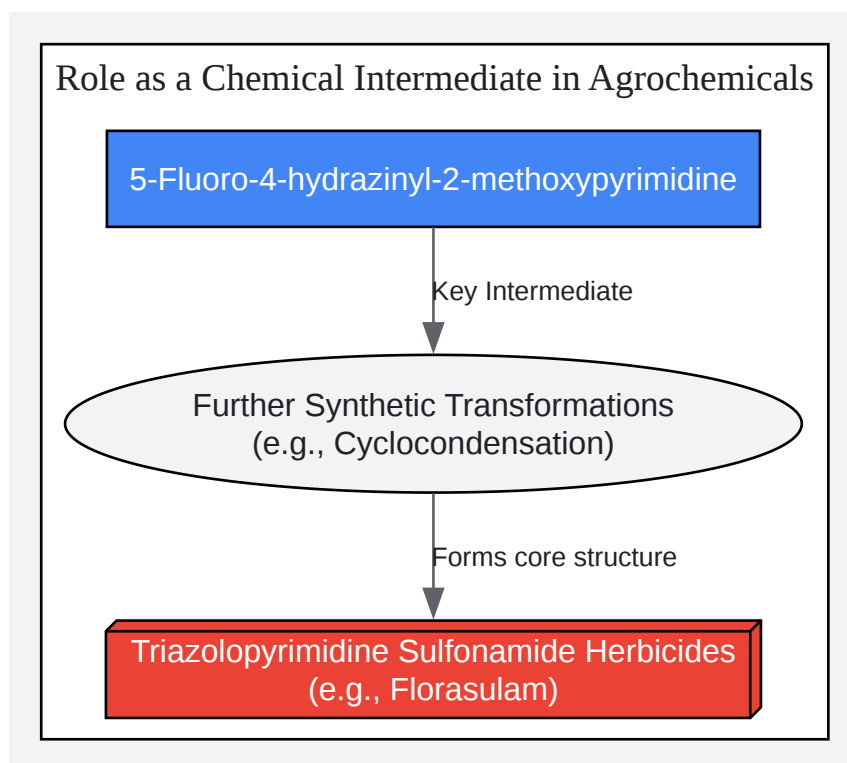 Role as a Chemical Intermediate in Agrochemicals
5-Fluoro-4-hydrazinyl-2-methoxypyrimidine
Key Intermediate
Further Synthetic Transformations
(e.g., Cyclocondensation)
Forms core structure
Triazolopyrimidine Sulfonamide Herbicides
(e.g., Florasulam)